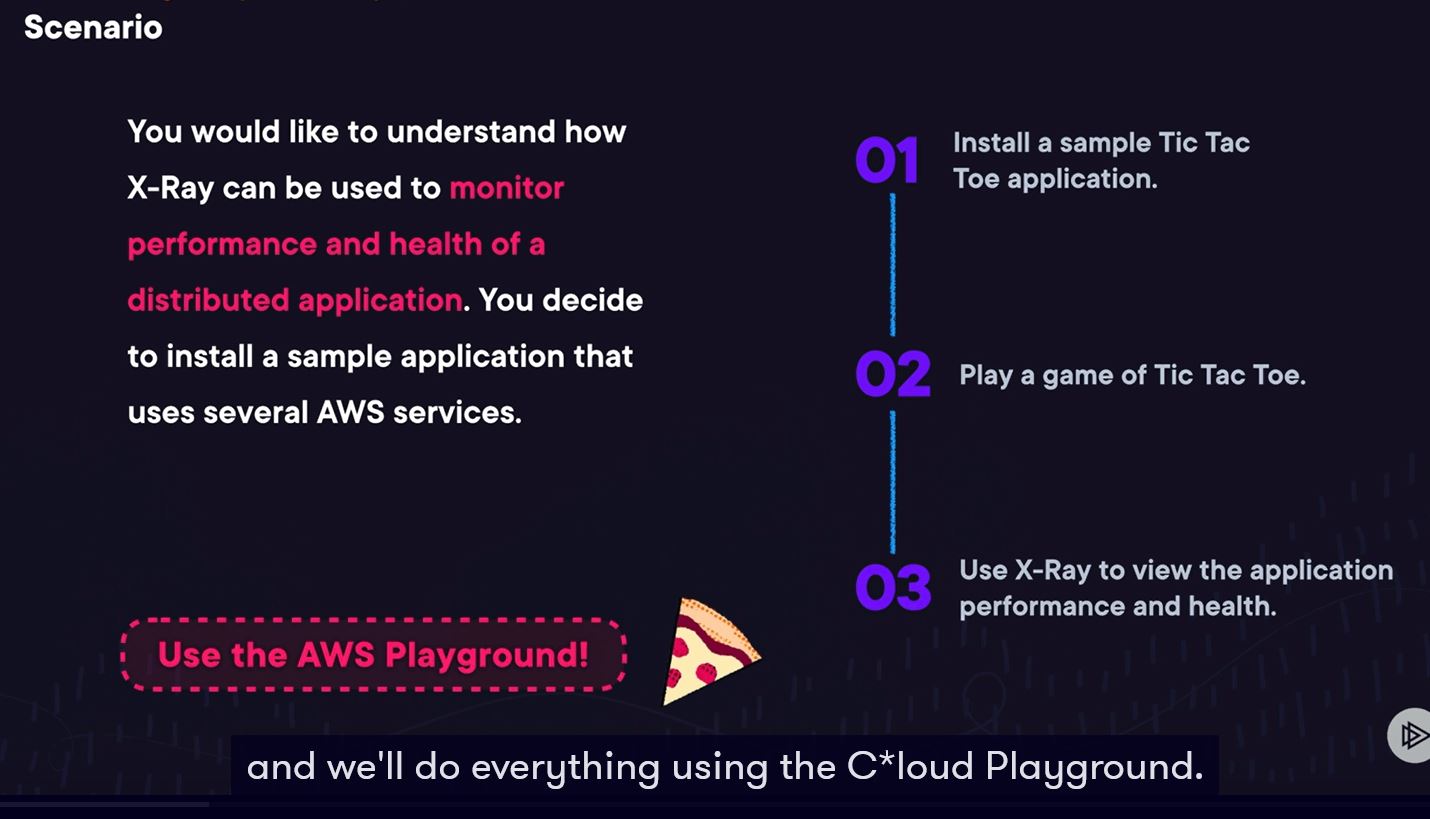 Scenario
You would like to understand how
X-Ray can be used to monitor
performance and health of a
distributed application. You decide
to install a sample application that
uses several AWS services.
Use the AWS Playground!
01
Install a sample Tic Tac
Toe application.
02
Play a game of Tic Tac Toe.
03
Use X-Ray to view the application
performance and health.
and we'll do everything using the C*loud Playground.